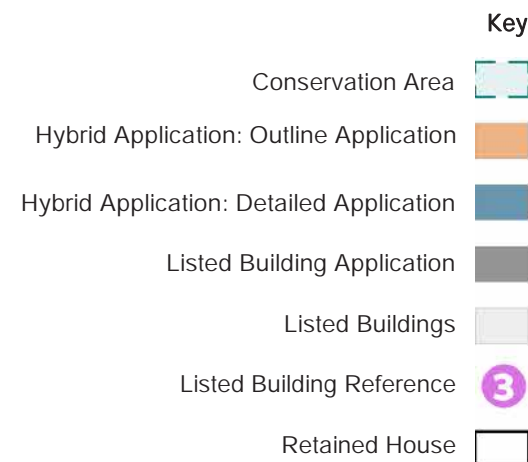 Key
Conservation Area
Hybrid Application: Outline Application
Hybrid Application: Detailed Application
Listed Building Application
Listed Buildings
Listed Building Reference
3
Retained House